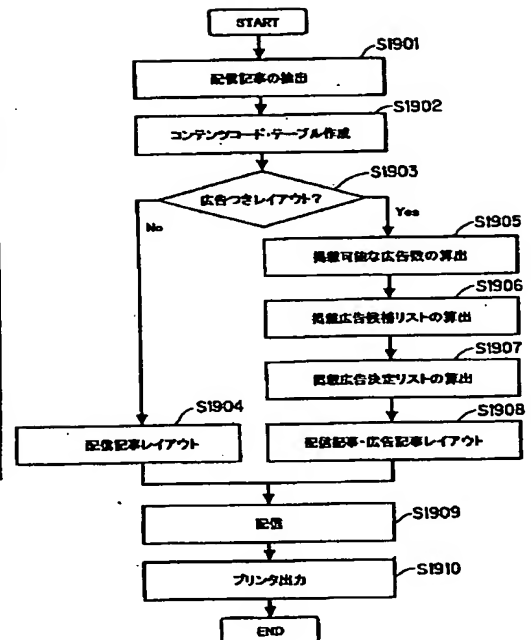 START
S1901
配信記事の抽出
S1902
コンテンツコード・テーブル作成
S1903
広告つきレイアウト?
No
Yes
S1905
掲載可能な広告数の算出
S1906
掲載広告候補リストの算出
S1907
掲載広告決定リストの算出
S1904
配信記事レイアウト
S1908
配信記事・広告記事レイアウト
S1909
配信
S1910
プリンタ出力
END